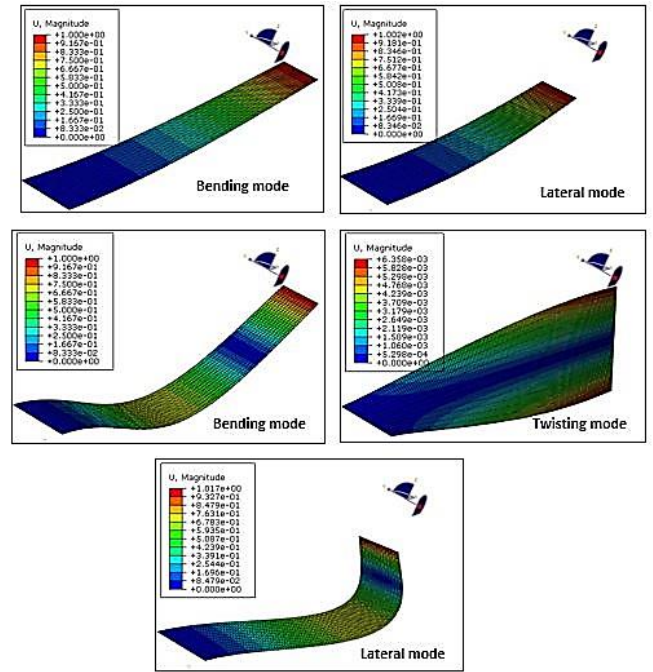 U, Magnitude
+1.000e+00
+9.167e-01
+8.333e-01
+7.500e-01
+6.667e-01
+5.833e-01
+5.000e-01
+4.167e-01
+3.333e-01
+2.500e-01
+1.667e-01
+8.333e-02
+0.000e+00
Bending mode
U, Magnitude
+1.002e+00
+9.181e-01
+8.346e-01
+7.512e-01
+6.677e-01
+5.842e-01
+5.008e-01
+4.173e-01
+3.339e-01
+2.504e-01
+1.669e-01
+8.346e-02
+0.000e+00
Lateral mode
U, Magnitude
+1.000e+00
+9.167e-01
+8.333e-01
+7.500e-01
+6.667e-01
+5.833e-01
+5.000e-01
+4.167e-01
+3.333e-01
+2.500e-01
+1.667e-01
+8.333e-02
+0.000e+00
Bending mode
U, Magnitude
+6.358e-03
+5.828e-03
+5.298e-03
+4.768e-03
+4.239e-03
+3.709e-03
+3.179e-03
+2.649e-03
+2.119e-03
+1.589e-03
+1.060e-03
+5.298e-04
+0.000e+00
Twisting mode
U, Magnitude
+1.017e+00
+9.327e-01
+8.479e-01
+7.631e-01
+6.783e-01
+5.935e-01
+5.087e-01
+4.239e-01
+3.391e-01
+2.544e-01
+1.696e-01
+8.479e-02
+0.000e+00
Lateral mode